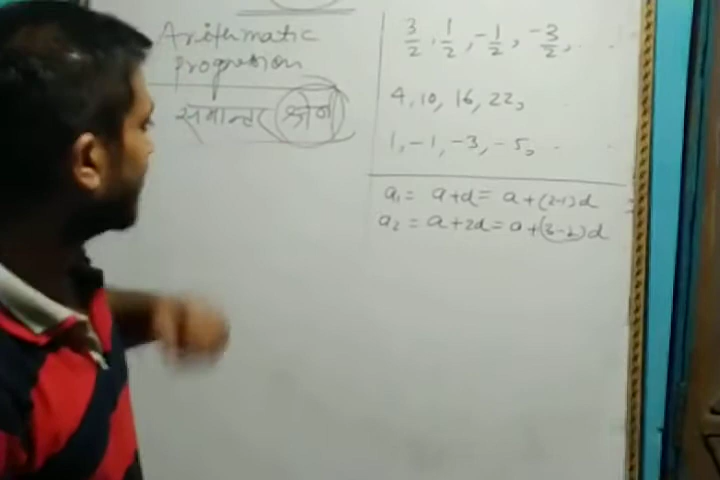 Arithmatic
Progression
समान्तर श्रेणी
3/2, 1/2, -1/2, -3/2, . .
4, 10, 16, 22,
1, -1, -3, -5, . .
a₁ = a+d = a+(2-1)d
a₂ = a+2d = a+(3-1)d